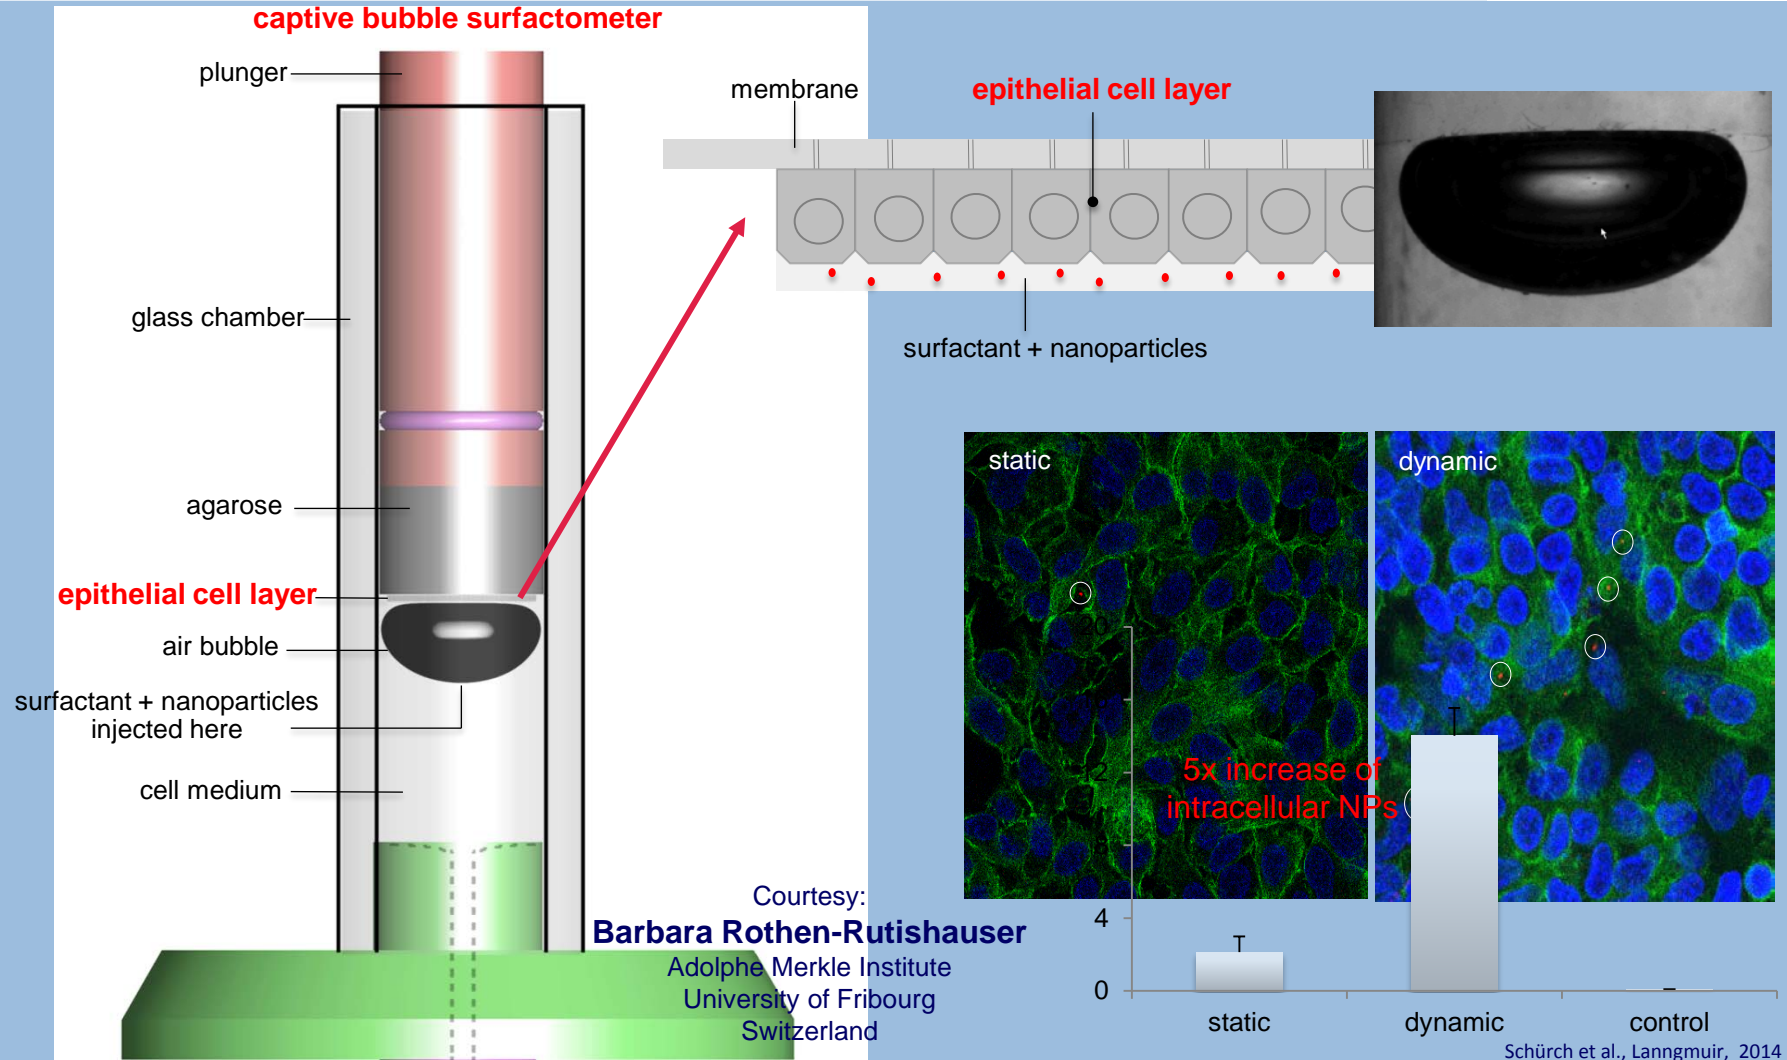 captive bubble surfactometer
plunger
glass chamber
agarose
epithelial cell layer
air bubble
surfactant + nanoparticles
injected here
cell medium
membrane
epithelial cell layer
surfactant + nanoparticles
static
dynamic
20
12
5x increase of
intracellular NPs
4
0
static
dynamic
control
Courtesy:
Barbara Rothen-Rutishauser
Adolphe Merkle Institute
University of Fribourg
Switzerland
Schürch et al., Lanngmuir, 2014